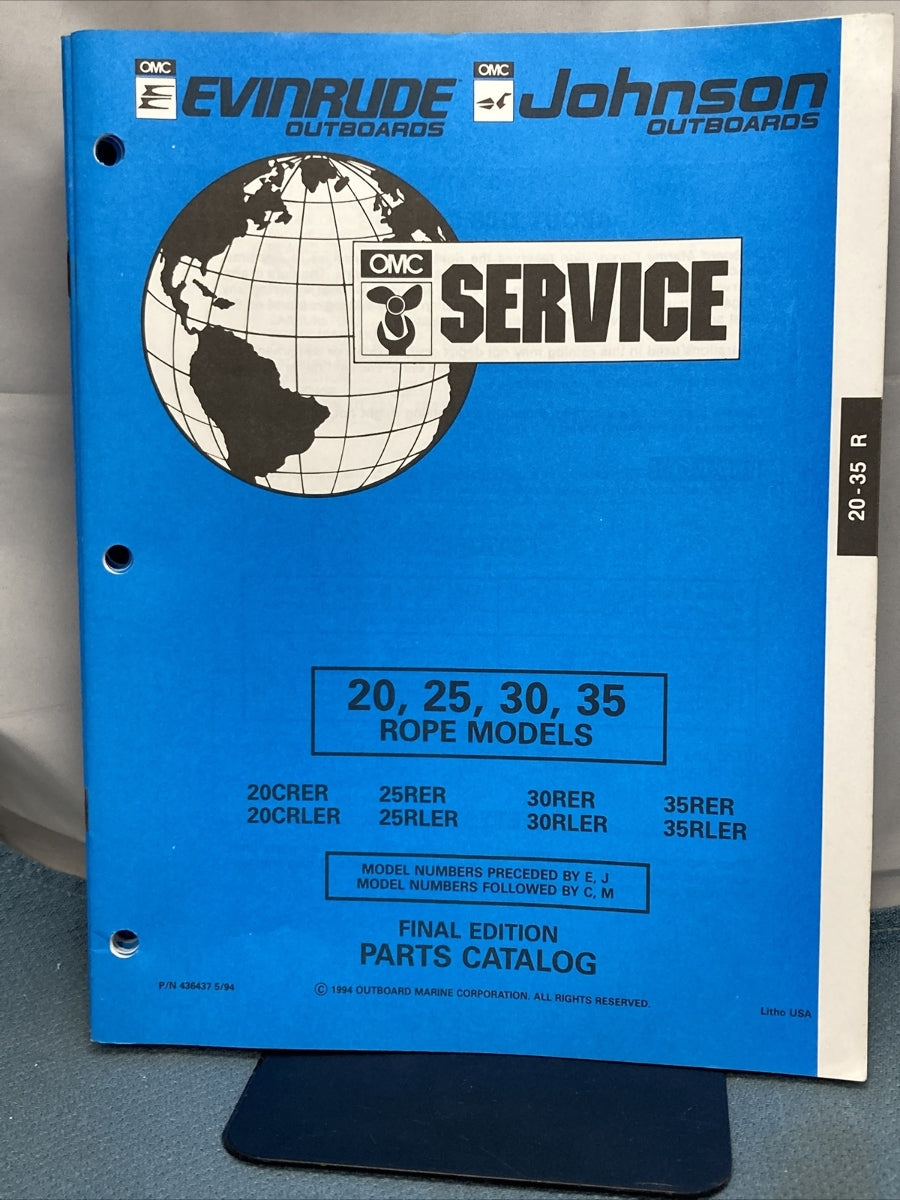 OMC EVINRUDE OUTBOARDS
OMC Johnson OUTBOARDS
OMC SERVICE
20-35 R
20, 25, 30, 35
ROPE MODELS
20CRER 25RER 30RER 35RER
20CRLER 25RLER 30RLER 35RLER
MODEL NUMBERS PRECEDED BY E, J
MODEL NUMBERS FOLLOWED BY C, M
FINAL EDITION
PARTS CATALOG
P/N 436437 5/94
© 1994 OUTBOARD MARINE CORPORATION. ALL RIGHTS RESERVED.
Litho USA